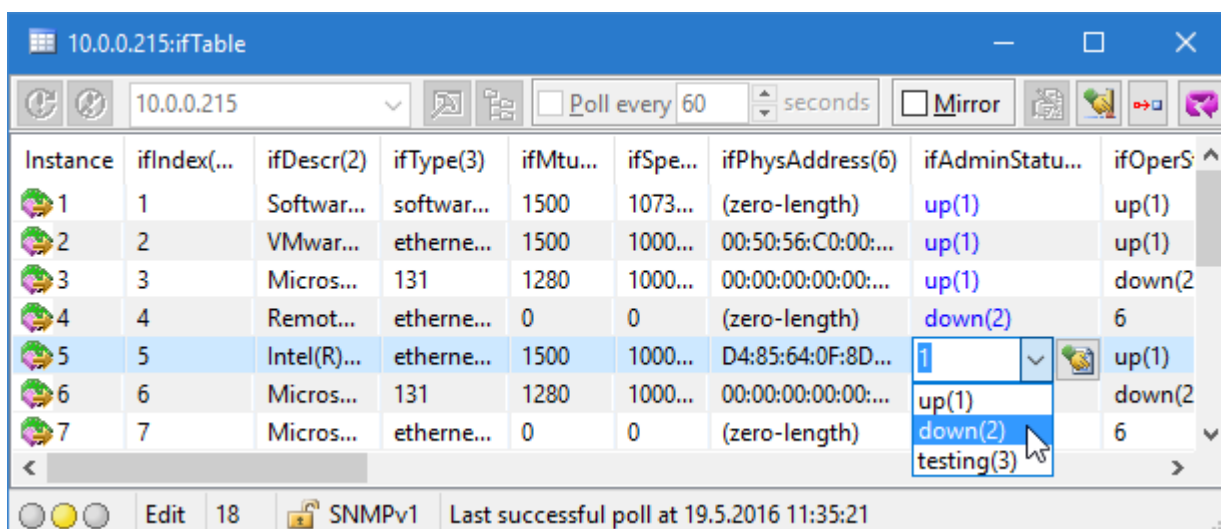 10.0.0.215:ifTable
10.0.0.215 Poll every 60 seconds Mirror
Instance ifIndex(... ifDescr(2) ifType(3) ifMtu... ifSpe... ifPhysAddress(6) ifAdminStatu... ifOperS
1 1 Softwar... softwar... 1500 1073... (zero-length) up(1) up(1)
2 2 VMwar... etherne... 1500 1000... 00:50:56:C0:00:... up(1) up(1)
3 3 Micros... 131 1280 1000... 00:00:00:00:00:... up(1) down(2
4 4 Remot... etherne... 0 0 (zero-length) down(2) 6
5 5 Intel(R)... etherne... 1500 1000... D4:85:64:0F:8D... 1 up(1)
6 6 Micros... 131 1280 1000... 00:00:00:00:00:... up(1) down(2
7 7 Micros... etherne... 0 0 (zero-length) down(2) 6
testing(3)
Edit 18 SNMPv1 Last successful poll at 19.5.2016 11:35:21